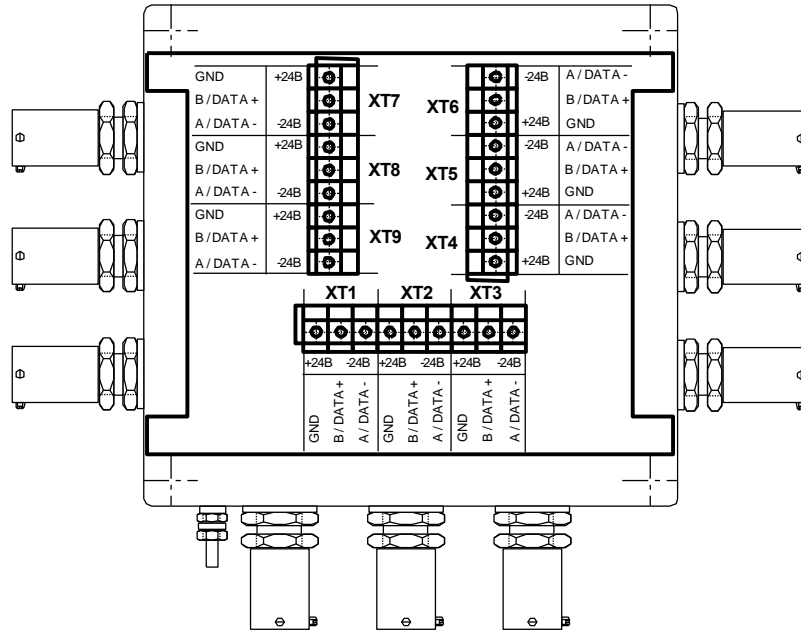 GND +24В -24В A / DATA -
B / DATA + XT7 XT6 B / DATA +
A / DATA - -24В +24В GND
GND +24В -24В A / DATA -
B / DATA + XT8 XT5 B / DATA +
A / DATA - -24В +24В GND
GND +24В -24В A / DATA -
B / DATA + XT9 XT4 B / DATA +
A / DATA - -24В +24В GND
XT1 XT2 XT3
+24В -24В +24В -24В +24В -24В
GND B / DATA + A / DATA - GND B / DATA + A / DATA - GND B / DATA + A / DATA -